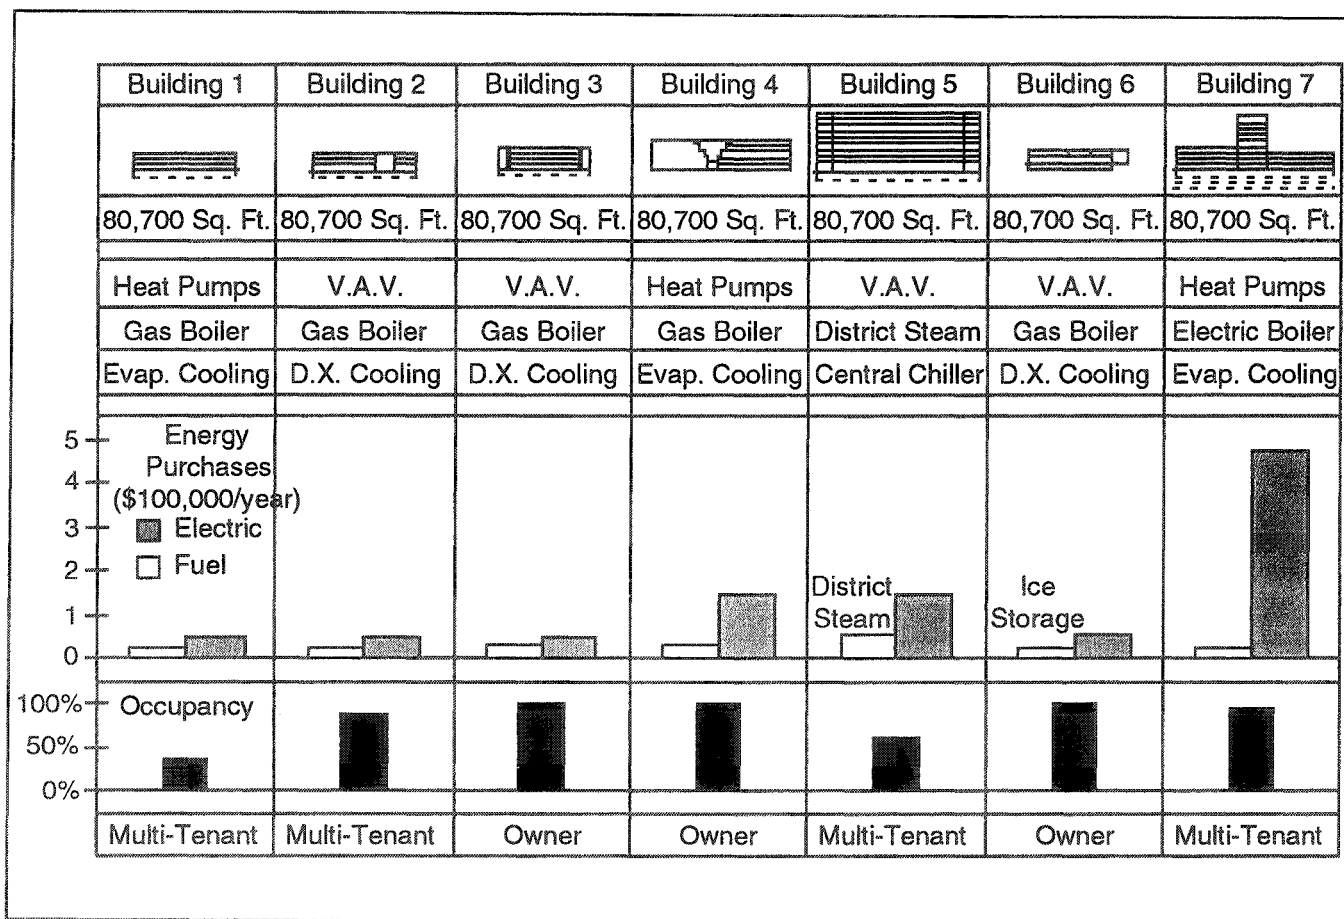 Building 1 Building 2 Building 3 Building 4 Building 5 Building 6 Building 7
80,700 Sq. Ft. 80,700 Sq. Ft. 80,700 Sq. Ft. 80,700 Sq. Ft. 80,700 Sq. Ft. 80,700 Sq. Ft. 80,700 Sq. Ft.
Heat Pumps V.A.V. V.A.V. Heat Pumps V.A.V. V.A.V. Heat Pumps
Gas Boiler Gas Boiler Gas Boiler Gas Boiler District Steam Gas Boiler Electric Boiler
Evap. Cooling D.X. Cooling D.X. Cooling Evap. Cooling Central Chiller D.X. Cooling Evap. Cooling
5
4
3
2
1
0
Energy
Purchases
($100,000/year)
Electric
Fuel
District
Steam
Ice
Storage
100%
50%
0%
Occupancy
Multi-Tenant Multi-Tenant Owner Owner Multi-Tenant Owner Multi-Tenant